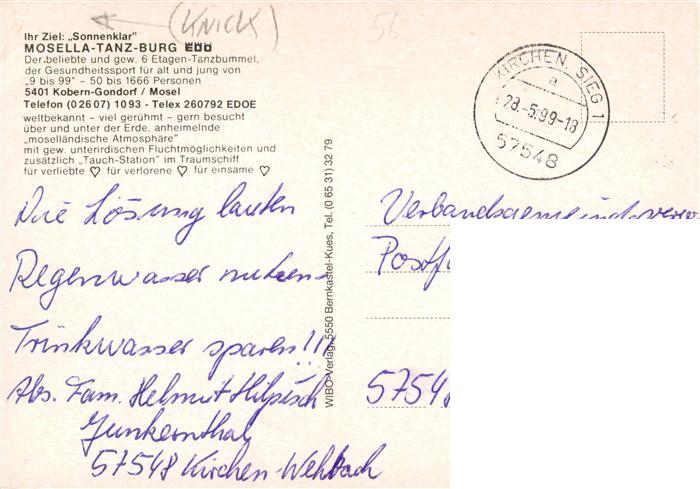 (KNICK)
56
Ihr Ziel: „Sonnenklar"
MOSELLA-TANZ-BURG
Der beliebte und gew. 6 Etagen-Tanzbummel,
der Gesundheitssport für alt und jung von
„9 bis 99" – 50 bis 1666 Personen
5401 Kobern-Gondorf / Mosel
Telefon (0 26 07) 10 93 - Telex 260792 EDOE
weltbekannt – viel gerühmt – gern besucht
über und unter der Erde, anheimelnde
„moselländische Atmosphäre"
mit gew. unterirdischen Fluchtmöglichkeiten und
zusätzlich „Tauch-Station" im Traumschiff
für verliebte ♡ für verlorene ♡ für einsame ♡
Die Lösung lauten
Regenwasser nutzen
Trinkwasser sparen!!!
Abs. Fam. Helmut Hilpisch
Junkernthal
57548 Kirchen-Wehbach
WIBO-Verlag, 5550 Bernkastel-Kues, Tel. (0 65 31) 32 79
KIRCHEN, SIEG 1
a
28.-5.99-18
57548
Verbandsgemeindeverw
Postf
57548